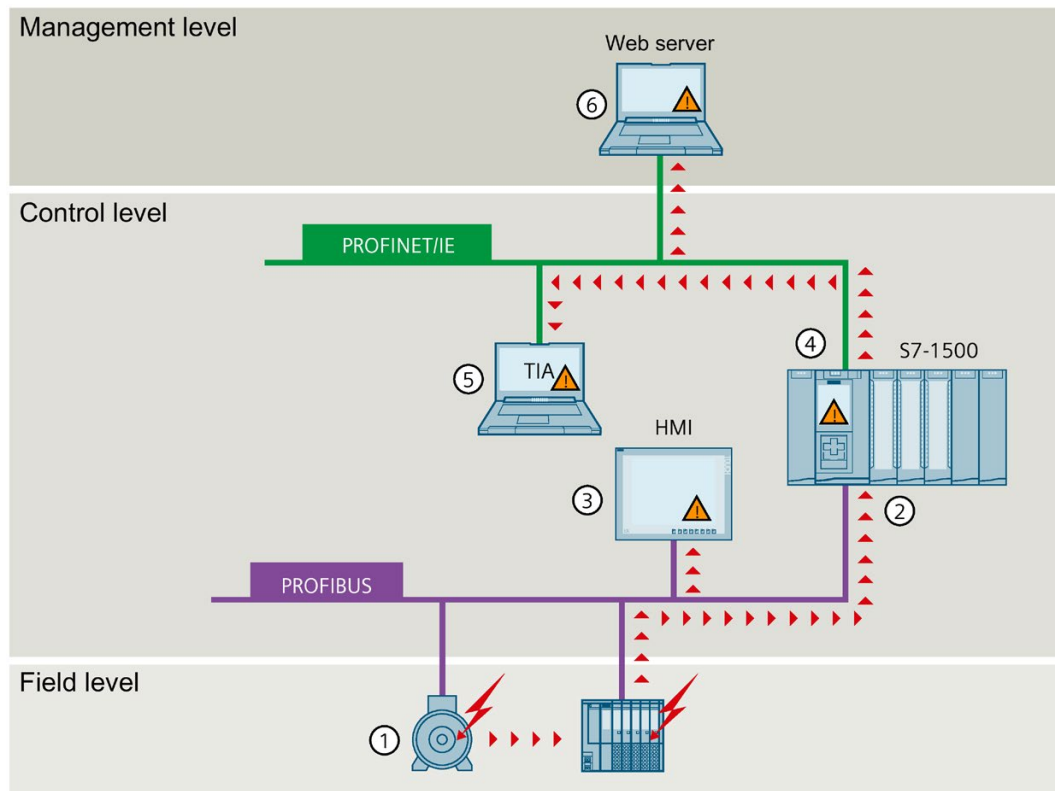 Management level
Web server
6
Control level
PROFINET/IE
4
S7-1500
5
TIA
HMI
3
2
PROFIBUS
Field level
1